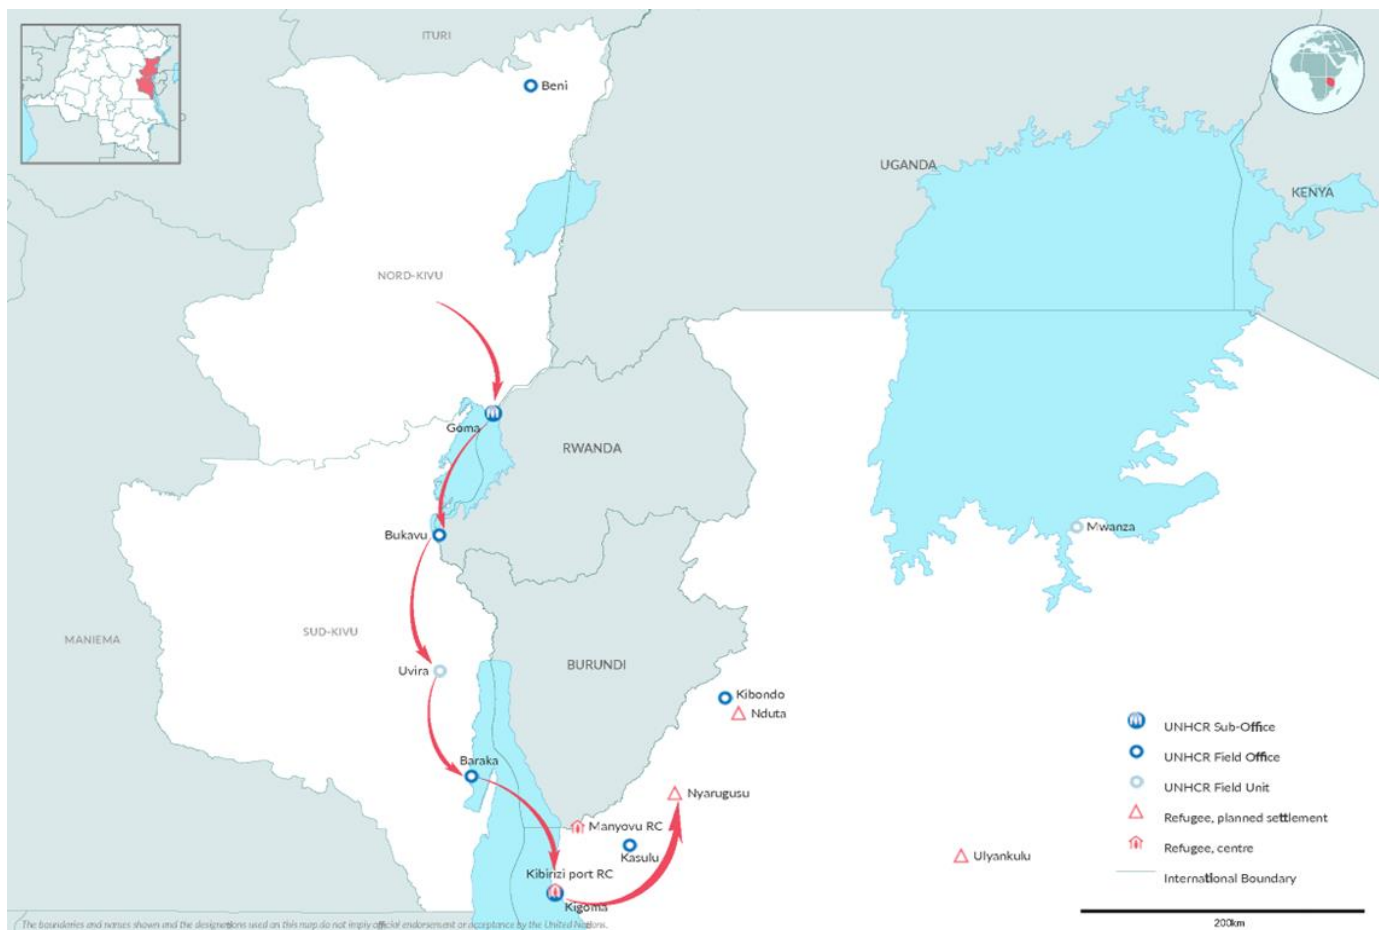 ITURI
Beni
UGANDA
KENYA
NORD-KIVU
Goma
RWANDA
Bukavu
Mwanza
SUD-KIVU
MANIEMA
BURUNDI
Uvira
Kibondo
Nduta
Baraka
Nyarugusu
Manyovu RC
Kasulu
Ulyankulu
Kibirizi port RC
Kigoma
UNHCR Sub-Office
UNHCR Field Office
UNHCR Field Unit
Refugee, planned settlement
Refugee, centre
International Boundary
200km
The boundaries and names shown and the designations used on this map do not imply official endorsement or acceptance by the United Nations.